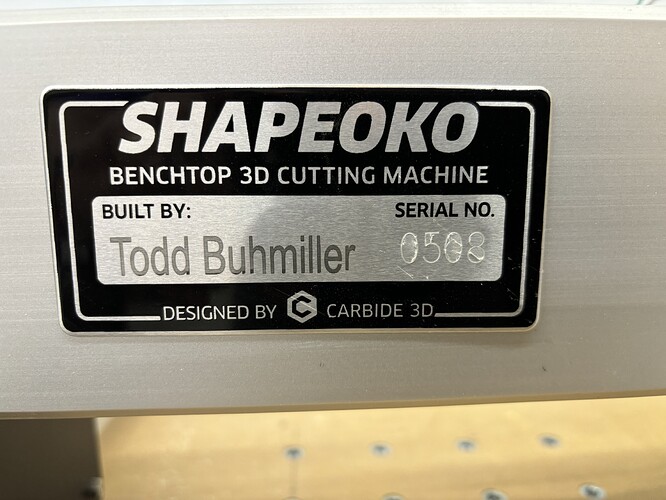 SHAPEOKO
BENCHTOP 3D CUTTING MACHINE
BUILT BY: SERIAL NO.
Todd Buhmiller 0508
DESIGNED BY CARBIDE 3D